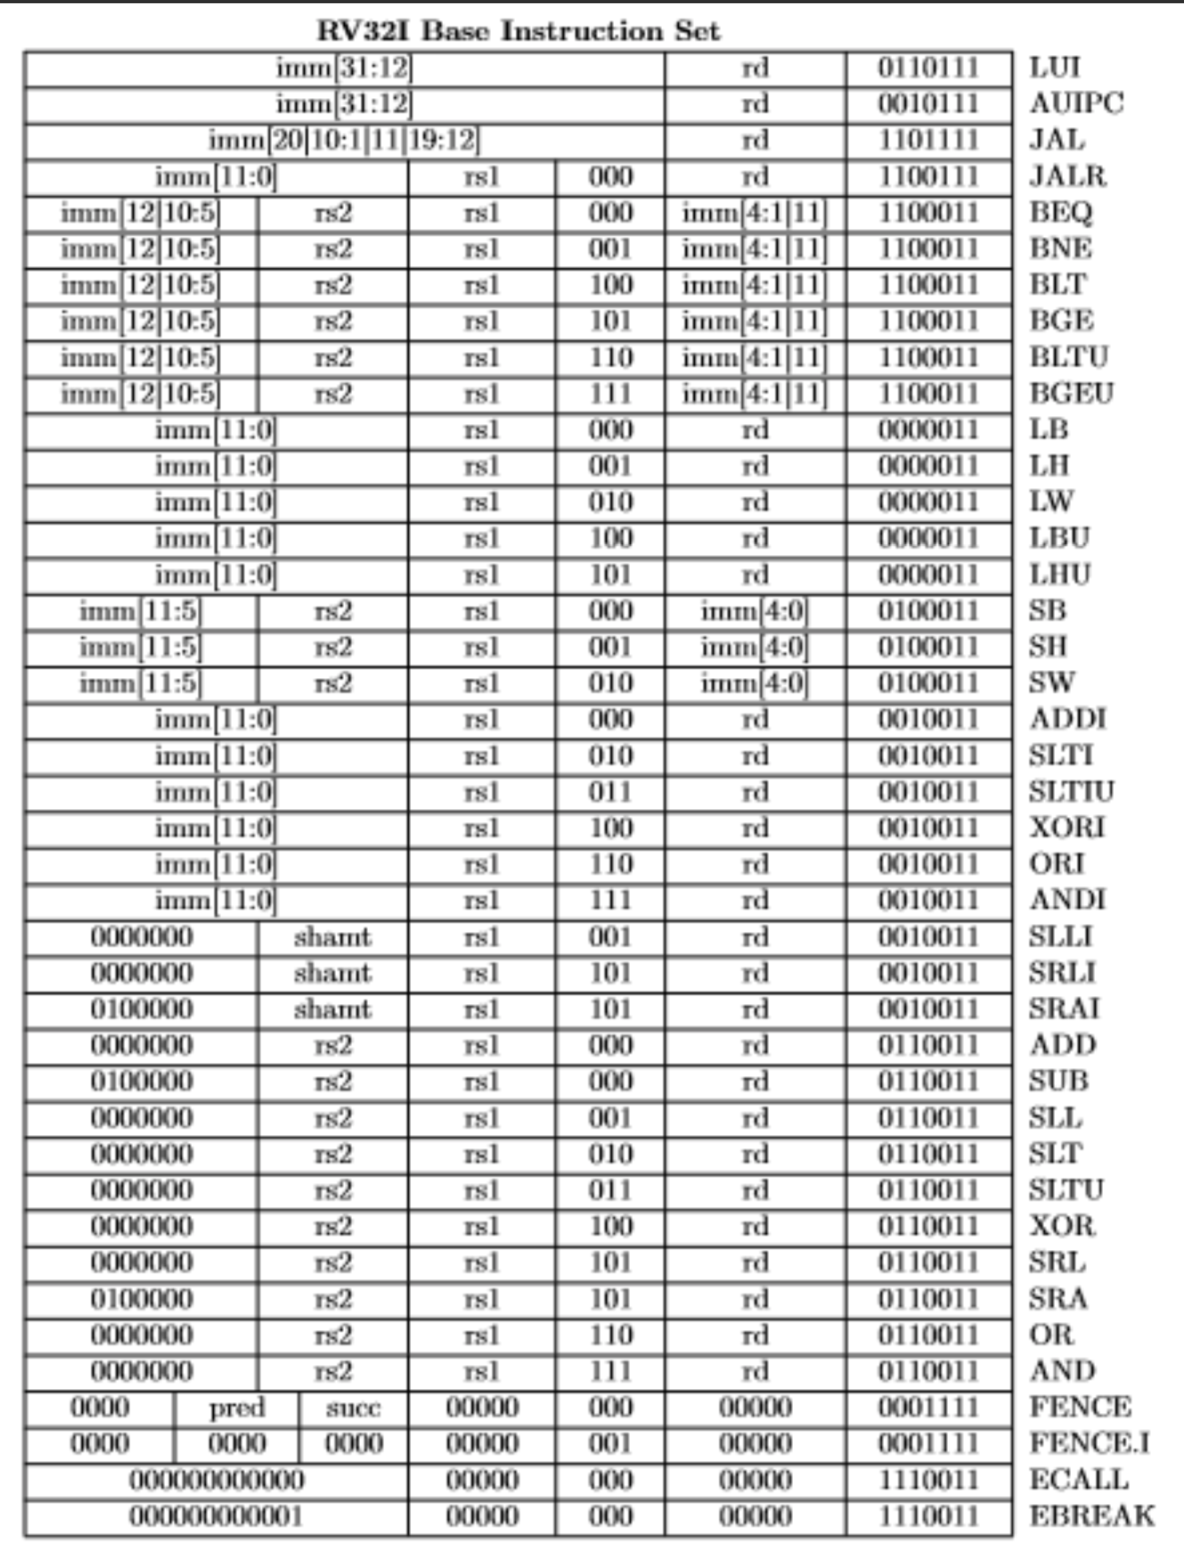 RV32I Base Instruction Set
imm[31:12] rd 0110111 LUI
imm[31:12] rd 0010111 AUIPC
imm[20|10:1|11|19:12] rd 1101111 JAL
imm[11:0] rs1 000 rd 1100111 JALR
imm[12|10:5] rs2 rs1 000 imm[4:1|11] 1100011 BEQ
imm[12|10:5] rs2 rs1 001 imm[4:1|11] 1100011 BNE
imm[12|10:5] rs2 rs1 100 imm[4:1|11] 1100011 BLT
imm[12|10:5] rs2 rs1 101 imm[4:1|11] 1100011 BGE
imm[12|10:5] rs2 rs1 110 imm[4:1|11] 1100011 BLTU
imm[12|10:5] rs2 rs1 111 imm[4:1|11] 1100011 BGEU
imm[11:0] rs1 000 rd 0000011 LB
imm[11:0] rs1 001 rd 0000011 LH
imm[11:0] rs1 010 rd 0000011 LW
imm[11:0] rs1 100 rd 0000011 LBU
imm[11:0] rs1 101 rd 0000011 LHU
imm[11:5] rs2 rs1 000 imm[4:0] 0100011 SB
imm[11:5] rs2 rs1 001 imm[4:0] 0100011 SH
imm[11:5] rs2 rs1 010 imm[4:0] 0100011 SW
imm[11:0] rs1 000 rd 0010011 ADDI
imm[11:0] rs1 010 rd 0010011 SLTI
imm[11:0] rs1 011 rd 0010011 SLTIU
imm[11:0] rs1 100 rd 0010011 XORI
imm[11:0] rs1 110 rd 0010011 ORI
imm[11:0] rs1 111 rd 0010011 ANDI
0000000 shamt rs1 001 rd 0010011 SLLI
0000000 shamt rs1 101 rd 0010011 SRLI
0100000 shamt rs1 101 rd 0010011 SRAI
0000000 rs2 rs1 000 rd 0110011 ADD
0100000 rs2 rs1 000 rd 0110011 SUB
0000000 rs2 rs1 001 rd 0110011 SLL
0000000 rs2 rs1 010 rd 0110011 SLT
0000000 rs2 rs1 011 rd 0110011 SLTU
0000000 rs2 rs1 100 rd 0110011 XOR
0000000 rs2 rs1 101 rd 0110011 SRL
0100000 rs2 rs1 101 rd 0110011 SRA
0000000 rs2 rs1 110 rd 0110011 OR
0000000 rs2 rs1 111 rd 0110011 AND
0000 pred succ 00000 000 00000 0001111 FENCE
0000 0000 0000 00000 001 00000 0001111 FENCE.I
000000000000 00000 000 00000 1110011 ECALL
000000000001 00000 000 00000 1110011 EBREAK